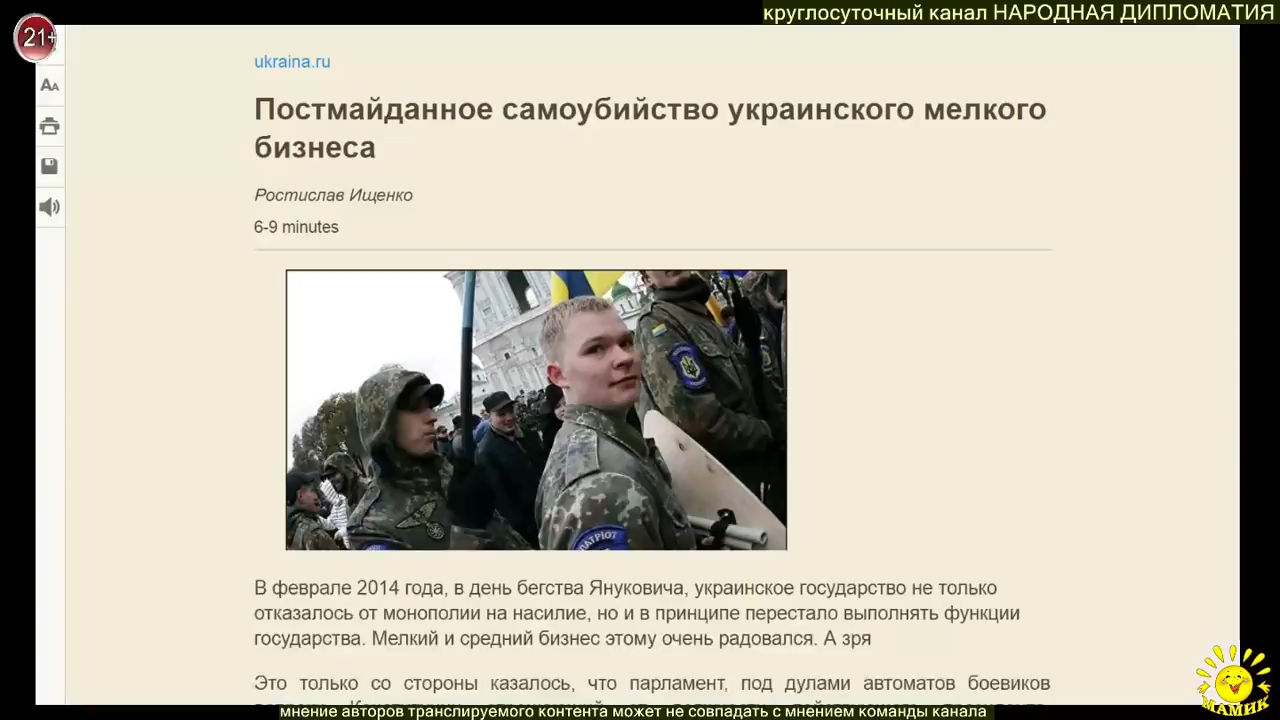 круглосуточный канал НАРОДНАЯ ДИПЛОМАТИЯ
21+
ukraina.ru
Постмайданное самоубийство украинского мелкого
бизнеса
Ростислав Ищенко
6-9 minutes
ПАТРІОТ
В феврале 2014 года, в день бегства Януковича, украинское государство не только
отказалось от монополии на насилие, но и в принципе перестало выполнять функции
государства. Мелкий и средний бизнес этому очень радовался. А зря
Это только со стороны казалось, что парламент, под дулами автоматов боевиков
мнение авторов транслируемогоконтента может не совпадать с мнением команды канала
МАМИК